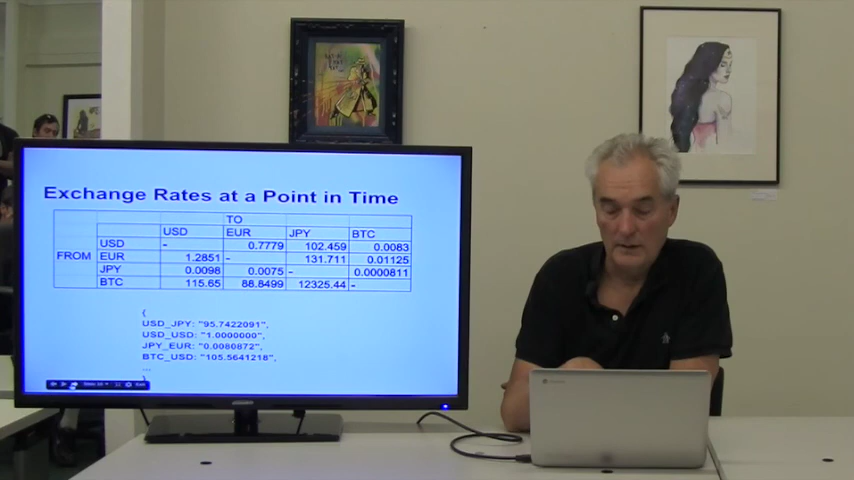 Exchange Rates at a Point in Time
TO
USD EUR JPY BTC
USD - 0.7779 102.459 0.0083
FROM EUR 1.2851 - 131.711 0.01125
JPY 0.0098 0.0075 - 0.0000811
BTC 115.65 88.8499 12325.44 -
{
USD_JPY: "95.7422091",
USD_USD: "1.0000000",
JPY_EUR: "0.0080872",
BTC_USD: "105.5641218",
...
}